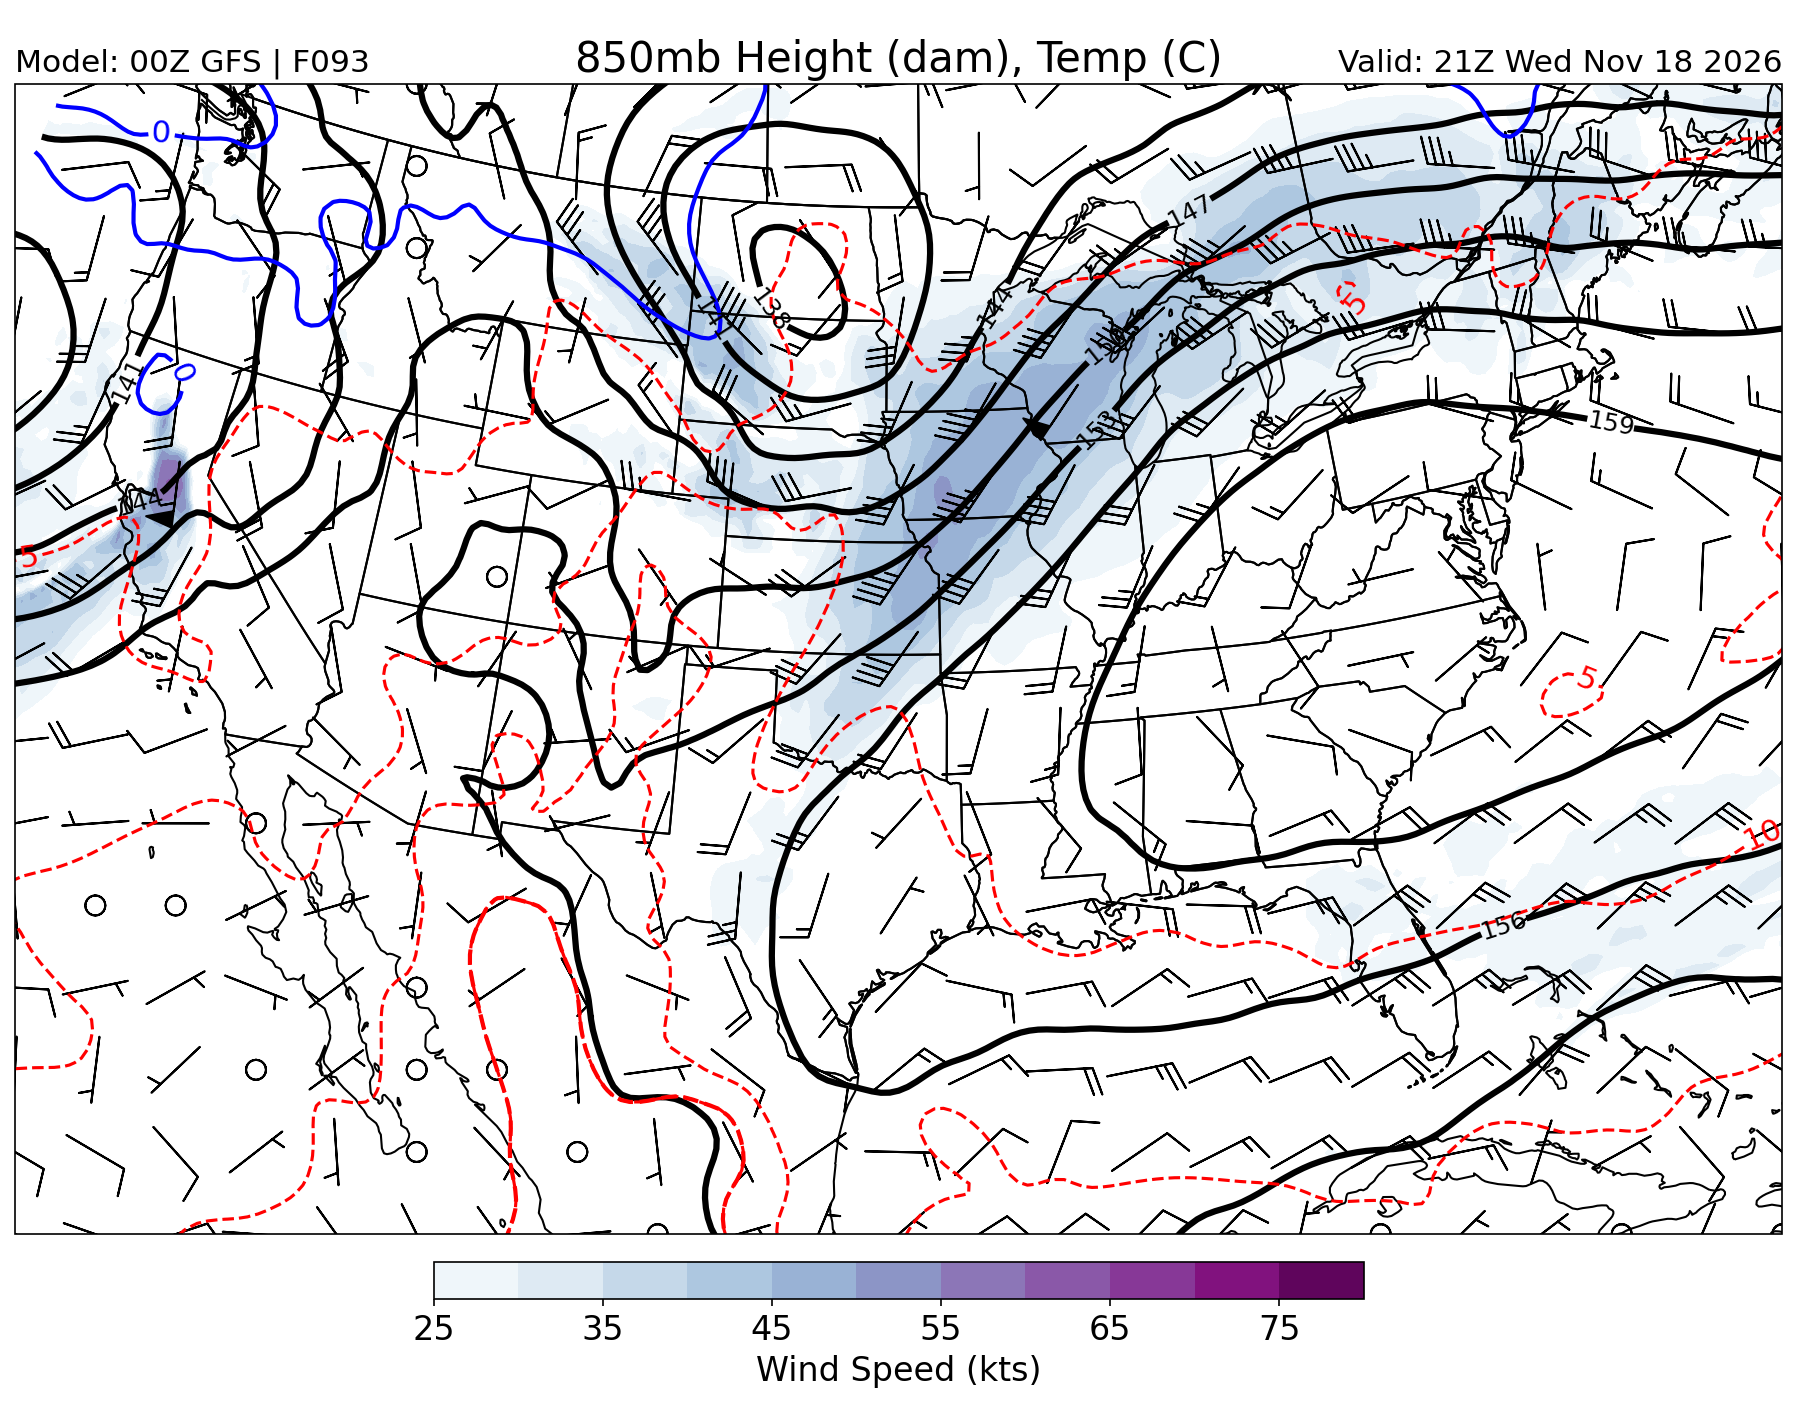 Model: 00Z GFS | F093
850mb Height (dam), Temp (C)
Valid: 21Z Wed Nov 18 2026
0
147
144
138
5
0
141
153
159
144
5
5
10
156
25 35 45 55 65 75
Wind Speed (kts)